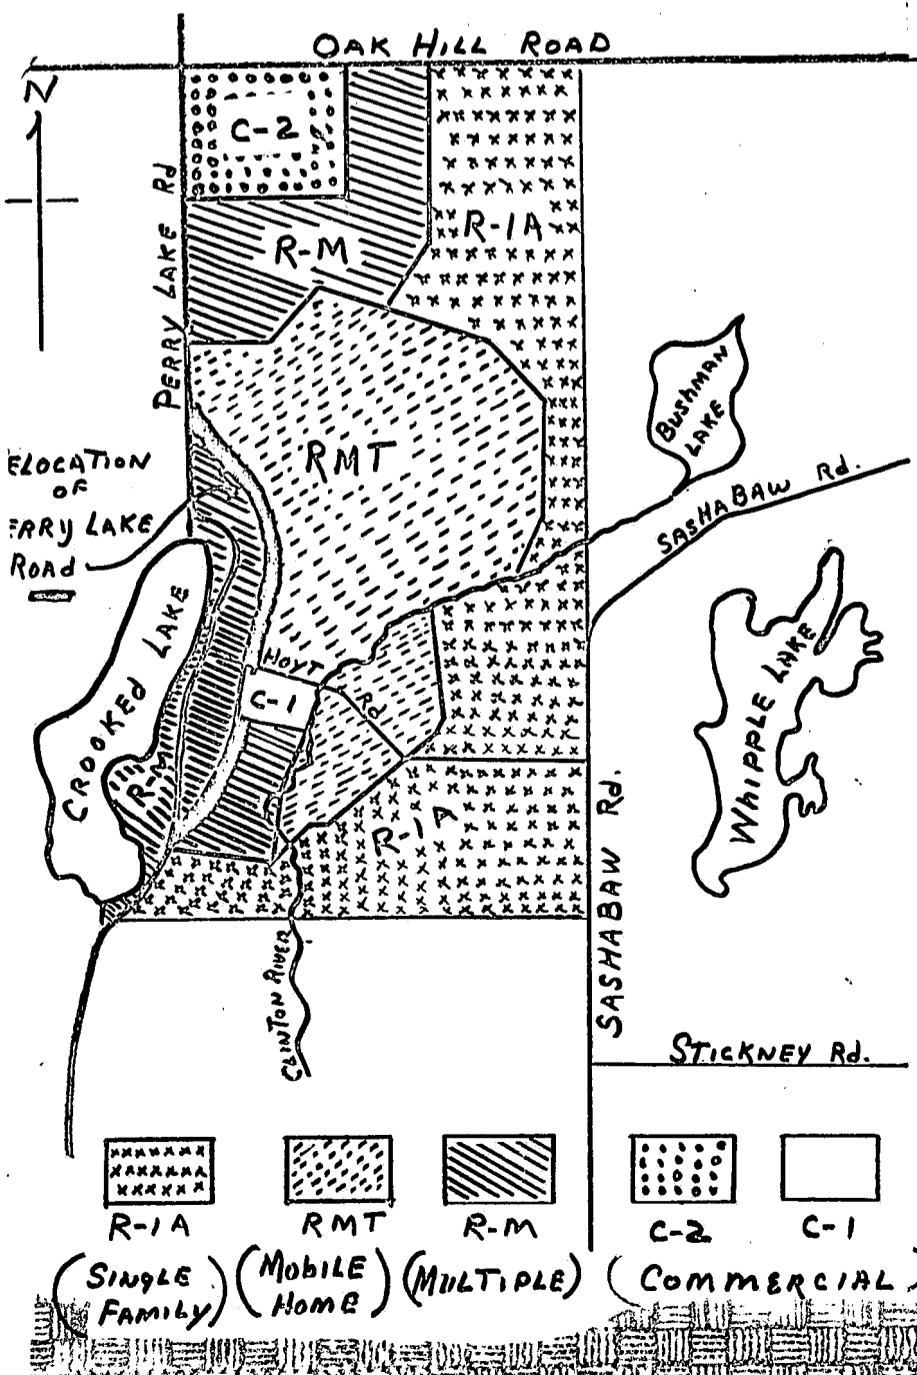 OAK HILL ROAD
N
C-2
PERRY LAKE Rd
R-1A
R-M
BUSHMAN
LAKE
RMT
ELOCATION
OF
ERRY LAKE
ROAD
SASHABAW Rd.
CROOKED LAKE
HOYT Rd
C-1
WHIPPLE LAKE
R-M
R-1A
SASHABAW Rd.
CLINTON RIVER
STICKNEY Rd.
R-1A
(SINGLE
FAMILY)
RMT
(MOBILE
HOME)
R-M
(MULTIPLE)
C-2
C-1
(COMMERCIAL)